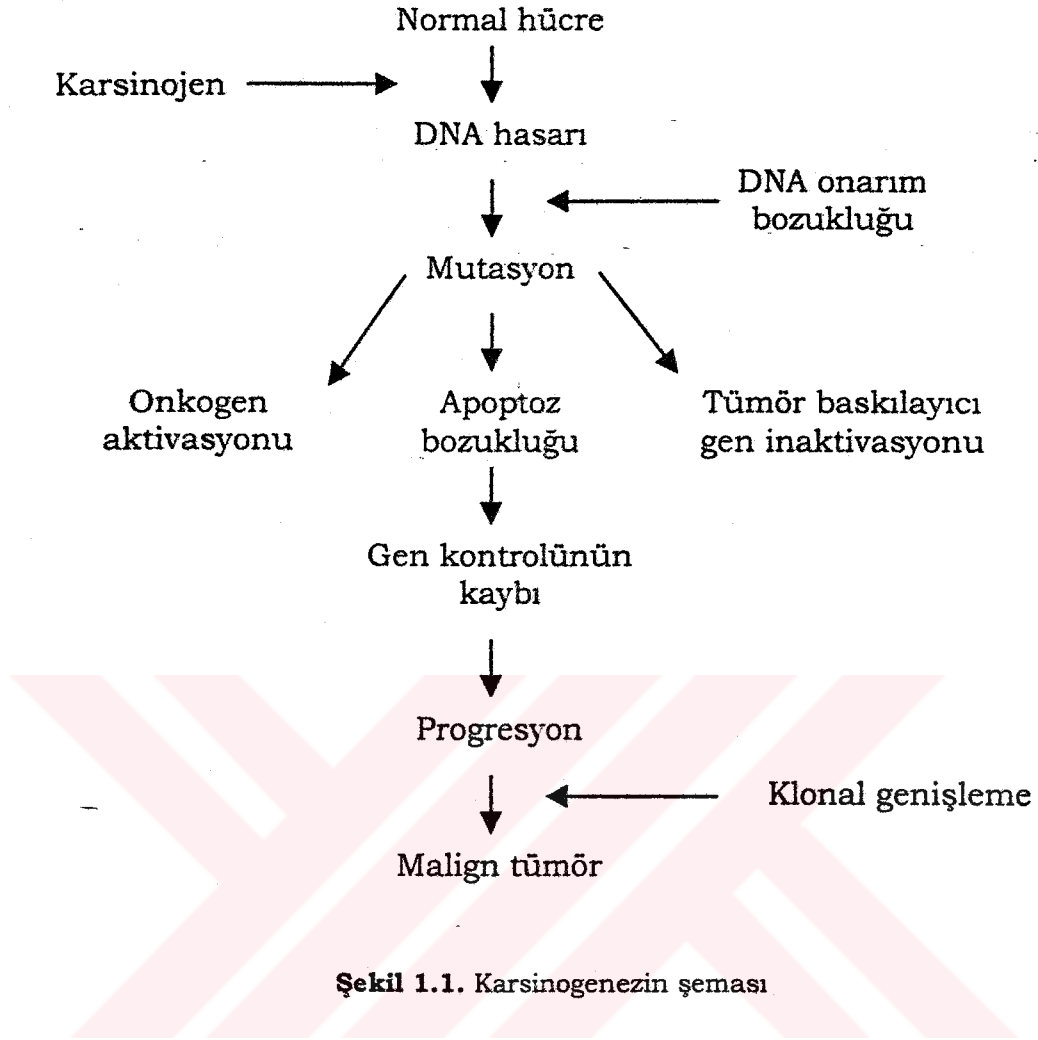 Normal hücre
Karsinojen
DNA hasarı
DNA onarım
bozukluğu
Mutasyon
Onkogen
aktivasyonu
Apoptoz
bozukluğu
Tümör baskılayıcı
gen inaktivasyonu
Gen kontrolünün
kaybı
Progresyon
Klonal genişleme
Malign tümör
Şekil 1.1. Karsinogenezin şeması